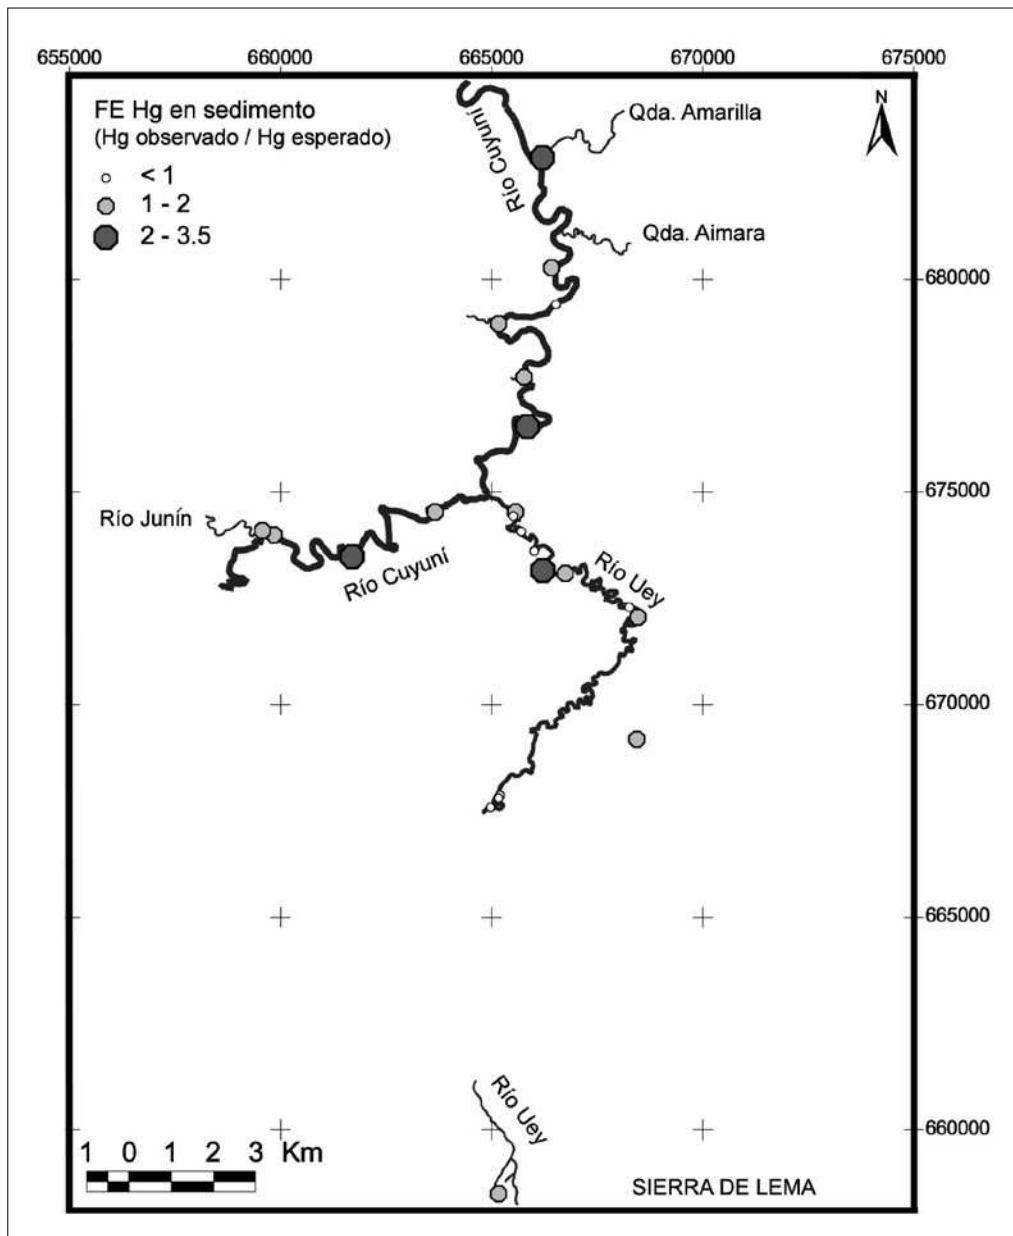 655000 660000 665000 670000 675000
FE Hg en sedimento
(Hg observado / Hg esperado)
< 1
1 - 2
2 - 3.5
Río Cuyuní
Qda. Amarilla
N
Qda. Aimara
680000
675000
Río Junín
Río Cuyuní
Río Uey
670000
665000
Río Uey
660000
1 0 1 2 3 Km
SIERRA DE LEMA